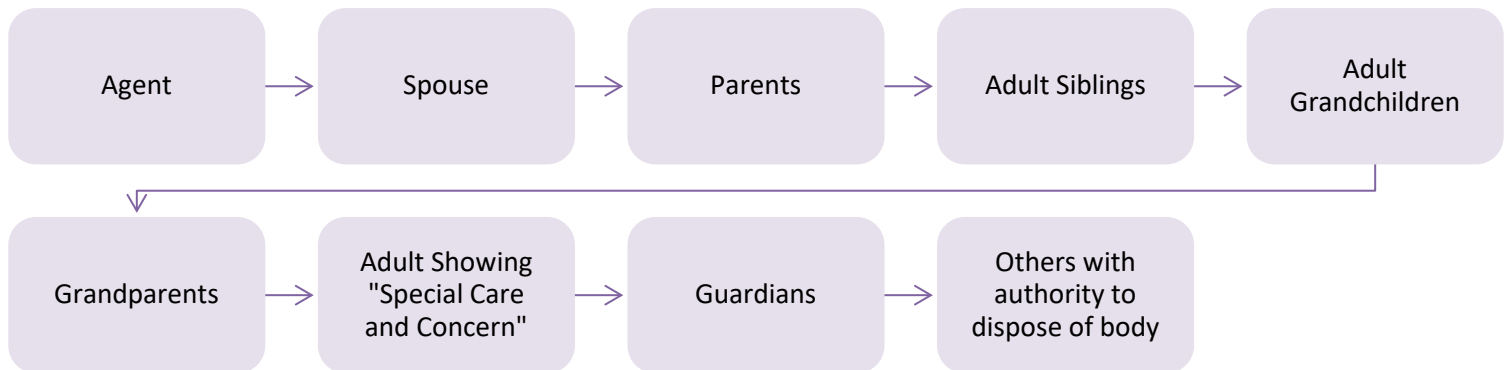 Agent
Spouse
Parents
Adult Siblings
Adult
Grandchildren
Grandparents
Adult Showing
"Special Care
and Concern"
Guardians
Others with
authority to
dispose of body